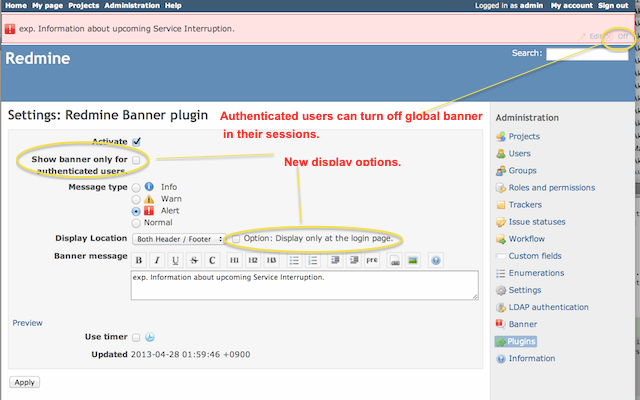 Home My page Projects Administration Help Logged in as admin My account Sign out
exp. Information about upcoming Service Interruption.
Edit Off
Redmine
Search:
Settings: Redmine Banner plugin
Authenticated users can turn off global banner
in their sessions.
Activate
Show banner only for
authenticated users.
New display options.
Message type
Info
Warn
Alert
Normal
Display Location Both Header / Footer Option: Display only at the login page.
Banner message B I U S C H1 H2 H3 pre
exp. Information about upcoming Service Interruption.
Preview
Use timer
Updated 2013-04-28 01:59:46 +0900
Apply
Administration
Projects
Users
Groups
Roles and permissions
Trackers
Issue statuses
Workflow
Custom fields
Enumerations
Settings
LDAP authentication
Banner
Plugins
Information